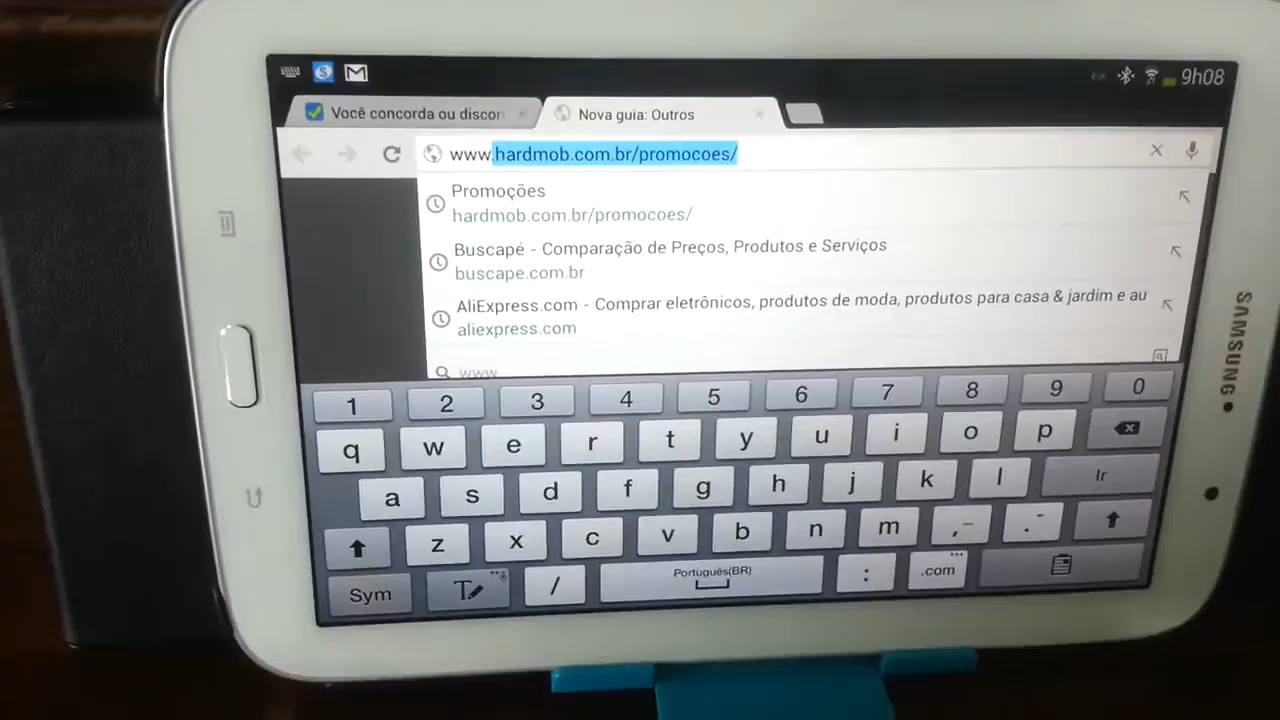 9h08
Você concorda ou discor
Nova guia: Outros
www.hardmob.com.br/promocoes/
Promoções
hardmob.com.br/promocoes/
Buscapé - Comparação de Preços, Produtos e Serviços
buscape.com.br
AliExpress.com - Comprar eletrônicos, produtos de moda, produtos para casa & jardim e au
aliexpress.com
www
1 2 3 4 5 6 7 8 9 0
q w e r t y u i o p
a s d f g h j k l Ir
z x c v b n m ,- .-
Sym T / Português(BR) : .com
SAMSUNG